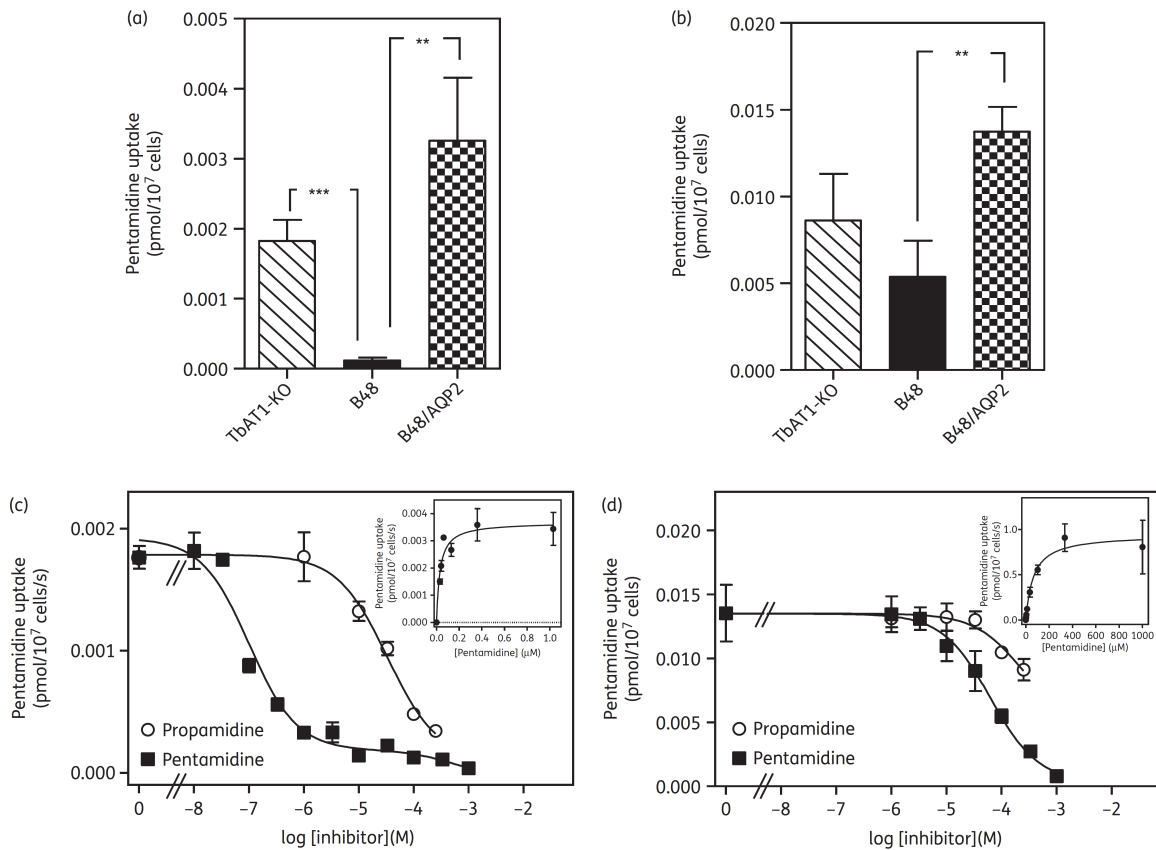 (a)
0.005
0.004
0.003
0.002
0.001
0.000
Pentamidine uptake
(pmol/10⁷ cells)
***
**
TbAT1-KO
B48
B48/AQP2
(b)
0.020
0.015
0.010
0.005
0.000
Pentamidine uptake
(pmol/10⁷ cells)
**
TbAT1-KO
B48
B48/AQP2
(c)
0.002
0.001
0.000
Pentamidine uptake
(pmol/10⁷ cells/s)
Propamidine
Pentamidine
0
−8
−7
−6
−5
−4
−3
−2
log [inhibitor](M)
0.004
0.003
0.002
0.001
0.000
Pentamidine uptake
(pmol/10⁷ cells/s)
0.0
0.2
0.4
0.6
0.8
1.0
[Pentamidine] (µM)
(d)
0.020
0.015
0.010
0.005
0.000
Pentamidine uptake
(pmol/10⁷ cells)
Propamidine
Pentamidine
0
−8
−7
−6
−5
−4
−3
−2
log [inhibitor](M)
1.0
0.5
0.0
Pentamidine uptake
(pmol/10⁷ cells/s)
0
200
400
600
800
1000
[Pentamidine] (µM)